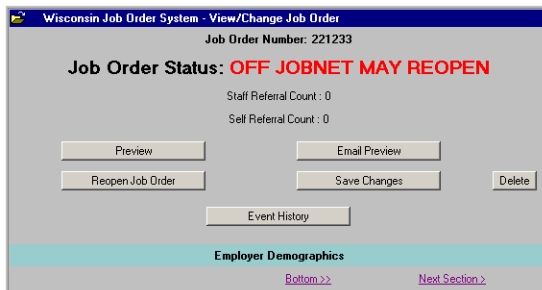 Wisconsin Job Order System - View/Change Job Order
Job Order Number: 221233
Job Order Status: OFF JOBNET MAY REOPEN
Staff Referral Count : 0
Self Referral Count : 0
Preview Email Preview
Reopen Job Order Save Changes Delete
Event History
Employer Demographics
Bottom >> Next Section >